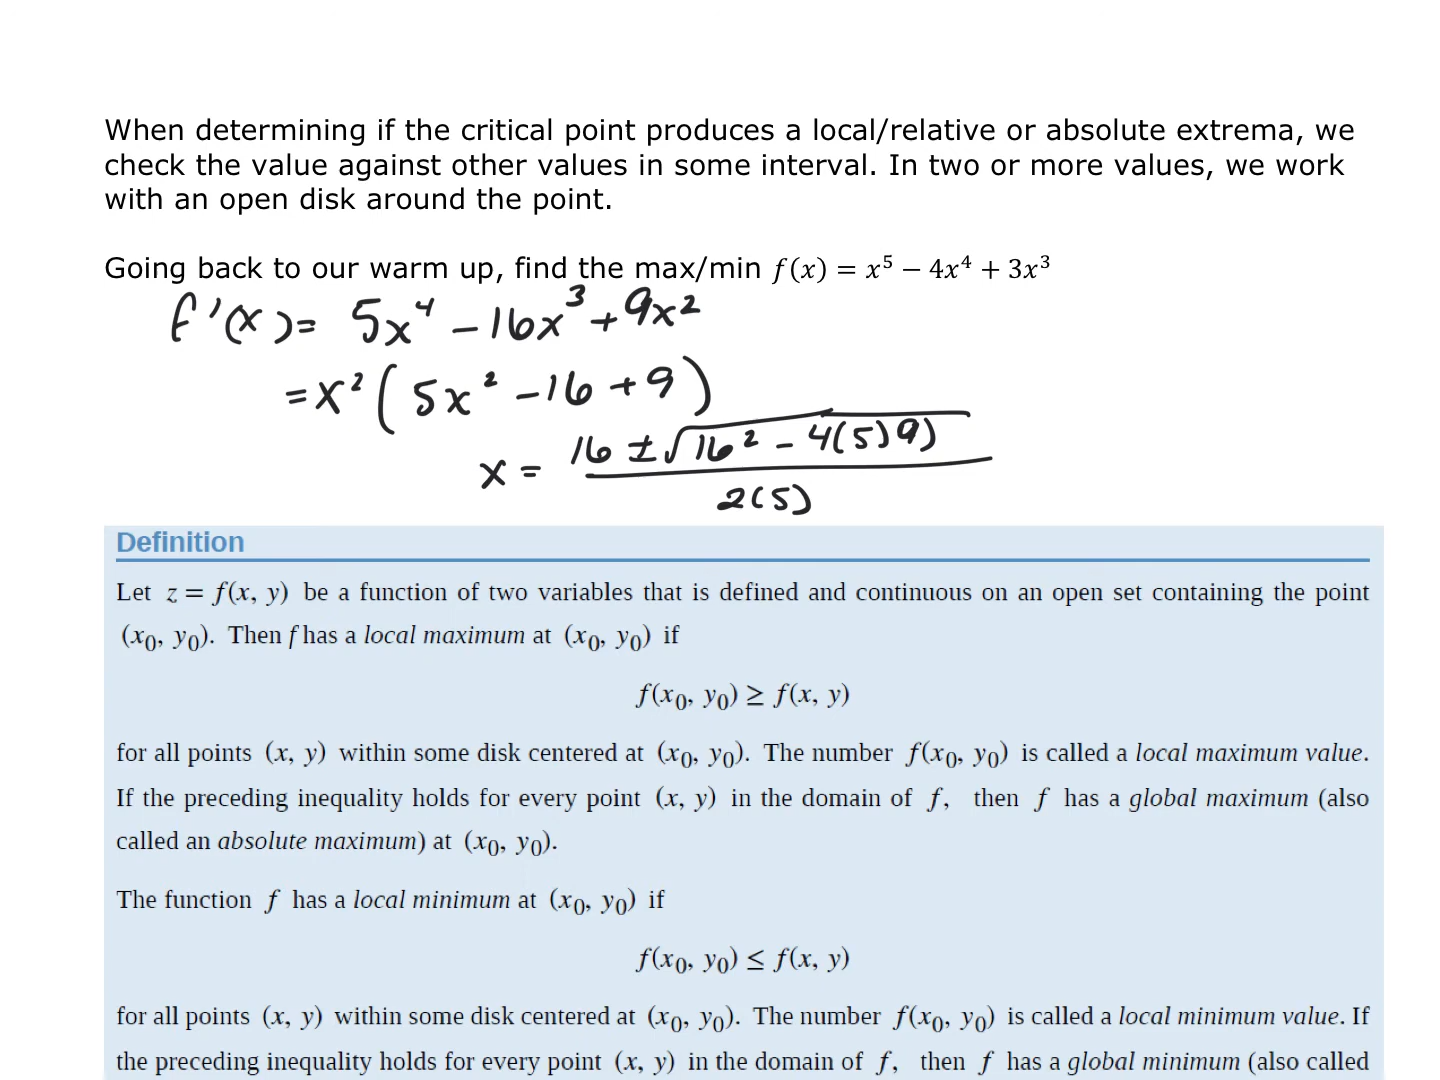 When determining if the critical point produces a local/relative or absolute extrema, we
check the value against other values in some interval. In two or more values, we work
with an open disk around the point.
Going back to our warm up, find the max/min f(x) = x⁵ − 4x⁴ + 3x³
f'(x)= 5x⁴ − 16x³ + 9x²
= x² ( 5x² − 16 + 9 )
x = 16 ± √16² − 4(5)9) / 2(5)
Definition
Let z = f(x, y) be a function of two variables that is defined and continuous on an open set containing the point
(x₀, y₀). Then f has a local maximum at (x₀, y₀) if
f(x₀, y₀) ≥ f(x, y)
for all points (x, y) within some disk centered at (x₀, y₀). The number f(x₀, y₀) is called a local maximum value.
If the preceding inequality holds for every point (x, y) in the domain of f, then f has a global maximum (also
called an absolute maximum) at (x₀, y₀).
The function f has a local minimum at (x₀, y₀) if
f(x₀, y₀) ≤ f(x, y)
for all points (x, y) within some disk centered at (x₀, y₀). The number f(x₀, y₀) is called a local minimum value. If
the preceding inequality holds for every point (x, y) in the domain of f, then f has a global minimum (also called